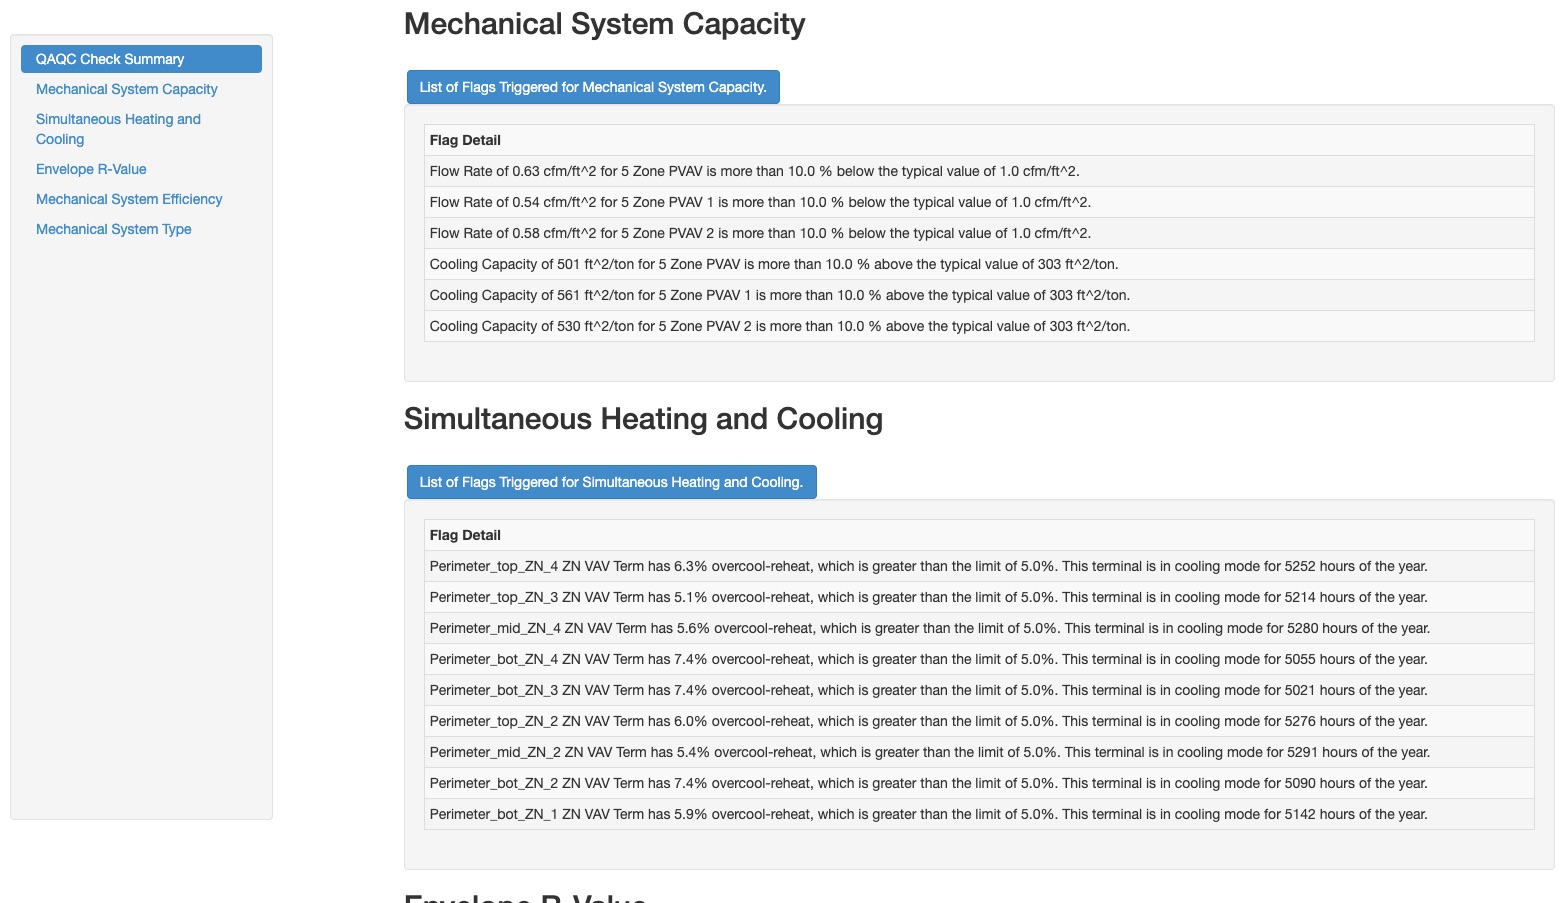 QAQC Check Summary
Mechanical System Capacity
Simultaneous Heating and
Cooling
Envelope R-Value
Mechanical System Efficiency
Mechanical System Type
Mechanical System Capacity
List of Flags Triggered for Mechanical System Capacity.
Flag Detail
Flow Rate of 0.63 cfm/ft^2 for 5 Zone PVAV is more than 10.0 % below the typical value of 1.0 cfm/ft^2.
Flow Rate of 0.54 cfm/ft^2 for 5 Zone PVAV 1 is more than 10.0 % below the typical value of 1.0 cfm/ft^2.
Flow Rate of 0.58 cfm/ft^2 for 5 Zone PVAV 2 is more than 10.0 % below the typical value of 1.0 cfm/ft^2.
Cooling Capacity of 501 ft^2/ton for 5 Zone PVAV is more than 10.0 % above the typical value of 303 ft^2/ton.
Cooling Capacity of 561 ft^2/ton for 5 Zone PVAV 1 is more than 10.0 % above the typical value of 303 ft^2/ton.
Cooling Capacity of 530 ft^2/ton for 5 Zone PVAV 2 is more than 10.0 % above the typical value of 303 ft^2/ton.
Simultaneous Heating and Cooling
List of Flags Triggered for Simultaneous Heating and Cooling.
Flag Detail
Perimeter_top_ZN_4 ZN VAV Term has 6.3% overcool-reheat, which is greater than the limit of 5.0%. This terminal is in cooling mode for 5252 hours of the year.
Perimeter_top_ZN_3 ZN VAV Term has 5.1% overcool-reheat, which is greater than the limit of 5.0%. This terminal is in cooling mode for 5214 hours of the year.
Perimeter_mid_ZN_4 ZN VAV Term has 5.6% overcool-reheat, which is greater than the limit of 5.0%. This terminal is in cooling mode for 5280 hours of the year.
Perimeter_bot_ZN_4 ZN VAV Term has 7.4% overcool-reheat, which is greater than the limit of 5.0%. This terminal is in cooling mode for 5055 hours of the year.
Perimeter_bot_ZN_3 ZN VAV Term has 7.4% overcool-reheat, which is greater than the limit of 5.0%. This terminal is in cooling mode for 5021 hours of the year.
Perimeter_top_ZN_2 ZN VAV Term has 6.0% overcool-reheat, which is greater than the limit of 5.0%. This terminal is in cooling mode for 5276 hours of the year.
Perimeter_mid_ZN_2 ZN VAV Term has 5.4% overcool-reheat, which is greater than the limit of 5.0%. This terminal is in cooling mode for 5291 hours of the year.
Perimeter_bot_ZN_2 ZN VAV Term has 7.4% overcool-reheat, which is greater than the limit of 5.0%. This terminal is in cooling mode for 5090 hours of the year.
Perimeter_bot_ZN_1 ZN VAV Term has 5.9% overcool-reheat, which is greater than the limit of 5.0%. This terminal is in cooling mode for 5142 hours of the year.
Envelope R-Value